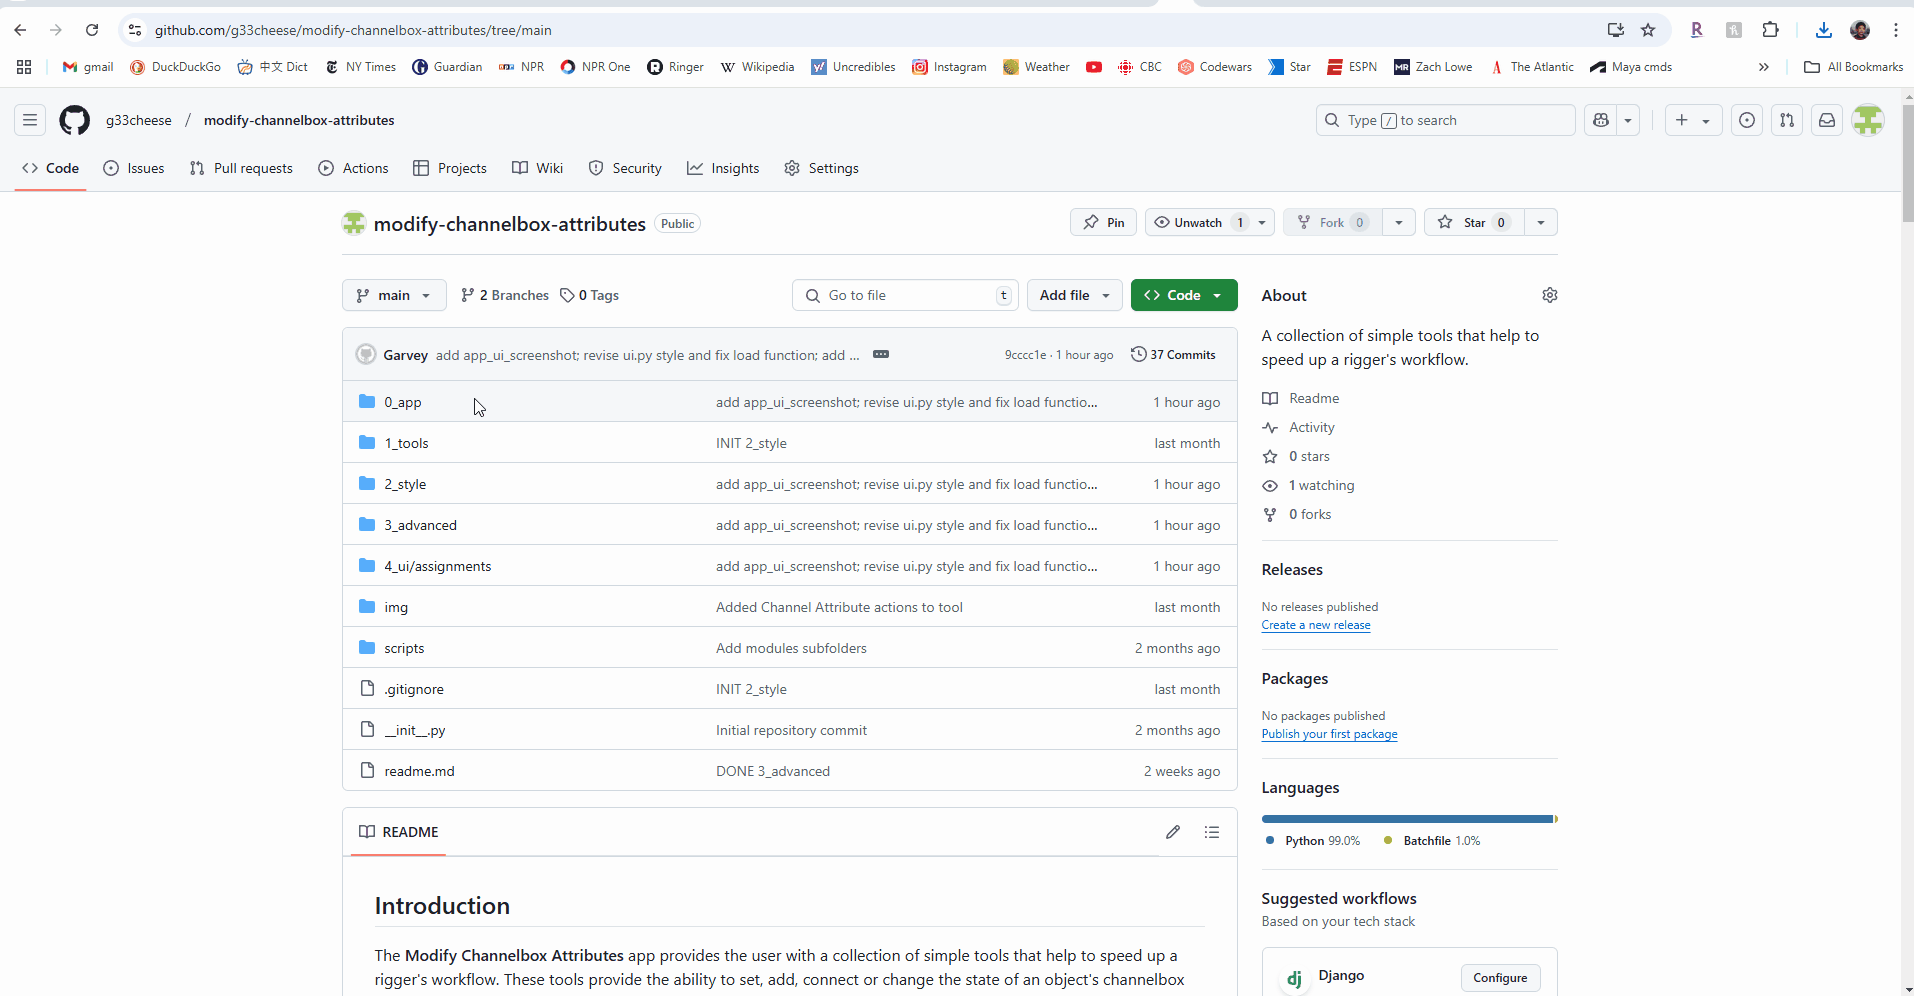 github.com/g33cheese/modify-channelbox-attributes/tree/main
gmail DuckDuckGo 中文 Dict NY Times Guardian NPR NPR One Ringer Wikipedia Uncredibles Instagram Weather CBC Codewars Star ESPN Zach Lowe The Atlantic Maya cmds » All Bookmarks
g33cheese / modify-channelbox-attributes Type / to search
Code Issues Pull requests Actions Projects Wiki Security Insights Settings
modify-channelbox-attributes Public Pin Unwatch 1 Fork 0 Star 0
main 2 Branches 0 Tags Go to file t Add file Code
Garvey add app_ui_screenshot; revise ui.py style and fix load function; add ... 9cccc1e · 1 hour ago 37 Commits
0_app add app_ui_screenshot; revise ui.py style and fix load functio... 1 hour ago
1_tools INIT 2_style last month
2_style add app_ui_screenshot; revise ui.py style and fix load functio... 1 hour ago
3_advanced add app_ui_screenshot; revise ui.py style and fix load functio... 1 hour ago
4_ui/assignments add app_ui_screenshot; revise ui.py style and fix load functio... 1 hour ago
img Added Channel Attribute actions to tool last month
scripts Add modules subfolders 2 months ago
.gitignore INIT 2_style last month
__init__.py Initial repository commit 2 months ago
readme.md DONE 3_advanced 2 weeks ago
README
Introduction
The Modify Channelbox Attributes app provides the user with a collection of simple tools that help to speed up a
rigger's workflow. These tools provide the ability to set, add, connect or change the state of an object's channelbox
About
A collection of simple tools that help to
speed up a rigger's workflow.
Readme
Activity
0 stars
1 watching
0 forks
Releases
No releases published
Create a new release
Packages
No packages published
Publish your first package
Languages
Python 99.0% Batchfile 1.0%
Suggested workflows
Based on your tech stack
dj Django Configure